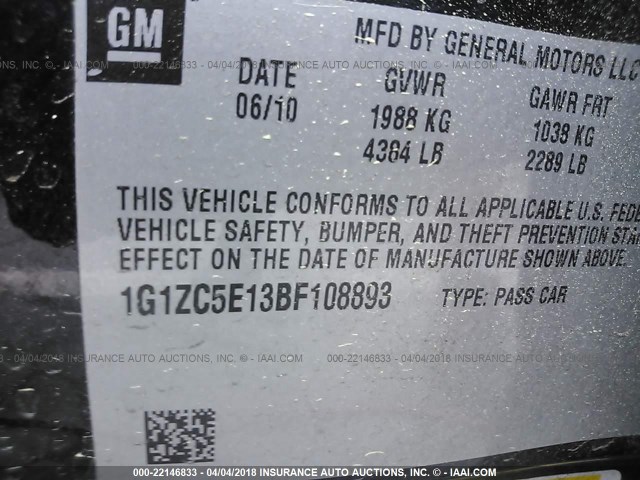 GM
MFD BY GENERAL MOTORS LLC
DATE GVWR GAWR FRT
06/10 1988 KG 1038 KG
4384 LB 2289 LB
THIS VEHICLE CONFORMS TO ALL APPLICABLE U.S. FEDE
VEHICLE SAFETY, BUMPER, AND THEFT PREVENTION STAN
EFFECT ON THE DATE OF MANUFACTURE SHOWN ABOVE.
1G1ZC5E13BF108893 TYPE: PASS CAR
000-22146833 - 04/04/2018 INSURANCE AUTO AUCTIONS, INC. - © IAAI.COM